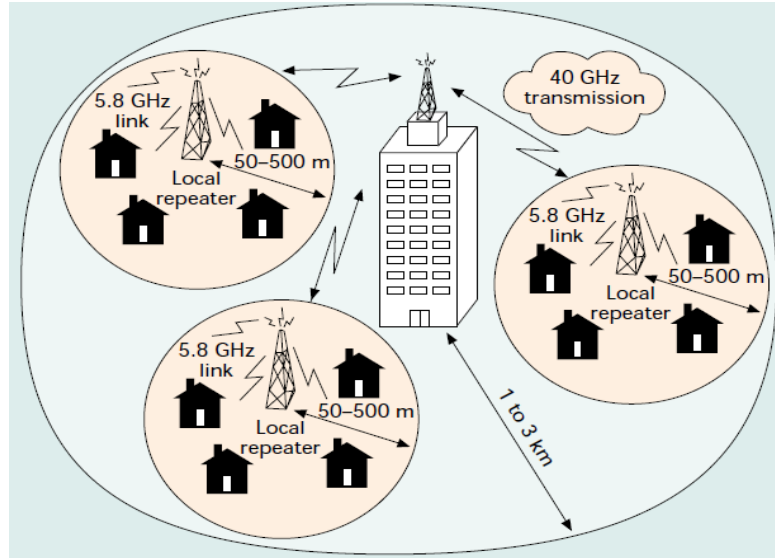 5.8 GHz
link
50–500 m
Local
repeater
40 GHz
transmission
5.8 GHz
link
50–500 m
Local
repeater
5.8 GHz
link
50–500 m
Local
repeater
1 to 3 km